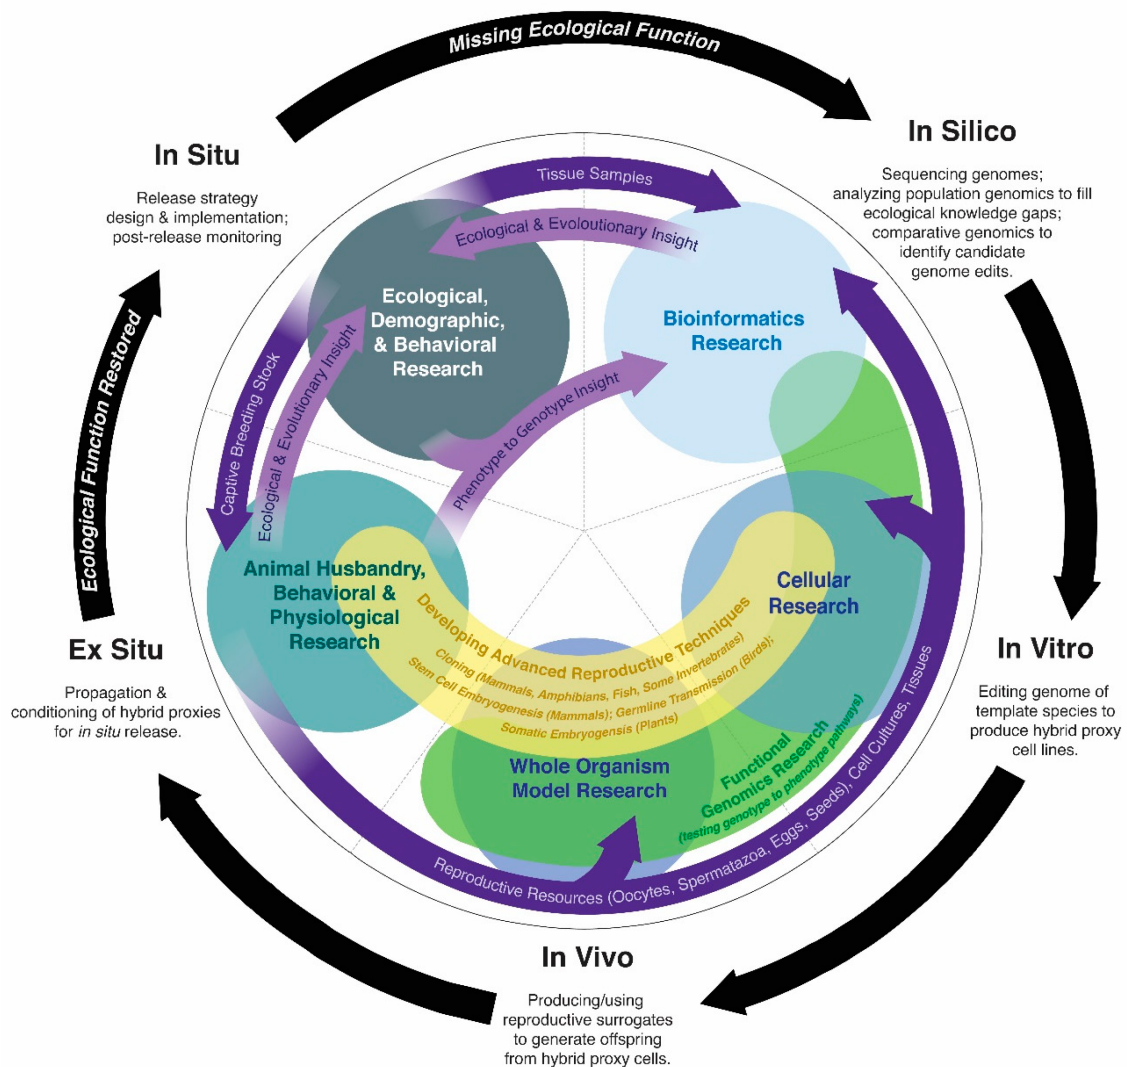 Missing Ecological Function
In Situ
Release strategy
design & implementation;
post-release monitoring
In Silico
Sequencing genomes;
analyzing population genomics to fill
ecological knowledge gaps;
comparative genomics to
identify candidate
genome edits.
Tissue Samples
Ecological & Evoloutionary Insight
Ecological,
Demographic,
& Behavioral
Research
Bioinformatics
Research
Ecological Function Restored
Captive Breeding Stock
Ecological & Evolutionary Insight
Phenotype to Genotype Insight
Animal Husbandry,
Behavioral &
Physiological
Research
Cellular
Research
Developing Advanced Reproductive Techniques
Cloning (Mammals, Amphibians, Fish, Some Invertebrates)
Stem Cell Embryogenesis (Mammals); Germline Transmission (Birds);
Somatic Embryogensis (Plants)
Ex Situ
Propagation &
conditioning of hybrid proxies
for in situ release.
In Vitro
Editing genome of
template species to
produce hybrid proxy
cell lines.
Whole Organism
Model Research
Functional
Genomics Research
(testing genotype to phenotype pathways)
Reproductive Resources (Oocytes, Spermatazoa, Eggs, Seeds), Cell Cultures, Tissues
In Vivo
Producing/using
reproductive surrogates
to generate offspring
from hybrid proxy cells.